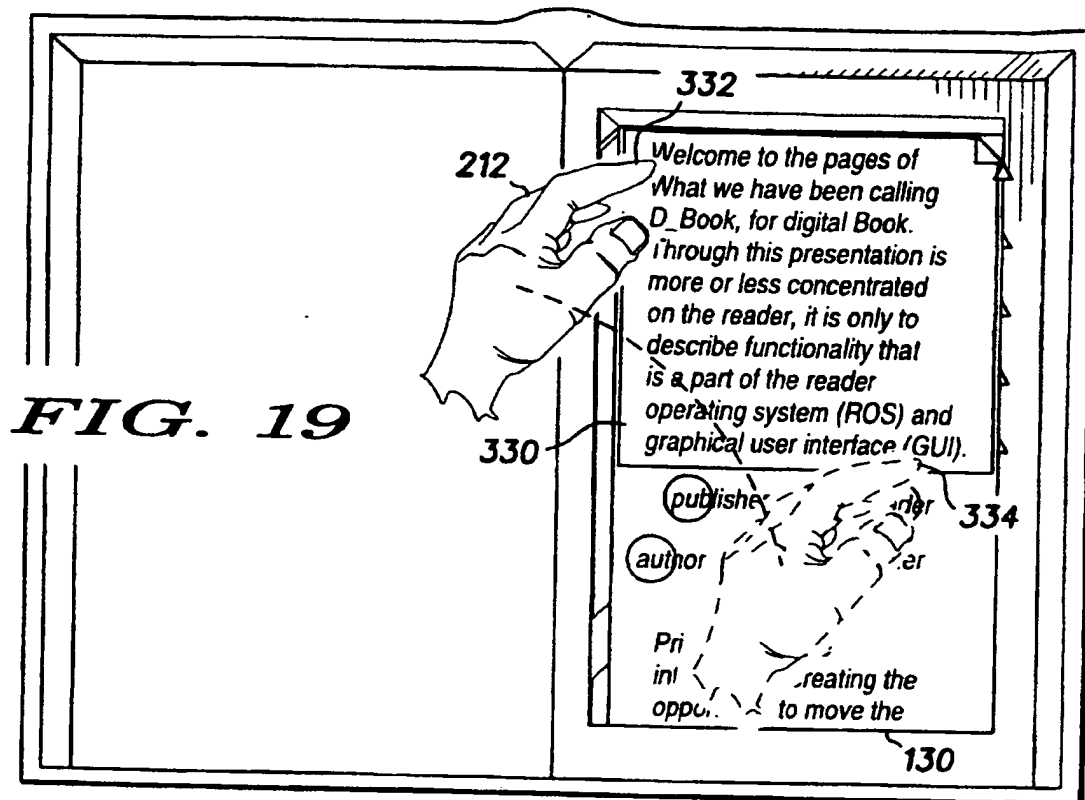 332
212
Welcome to the pages of
What we have been calling
D_Book, for digital Book.
Through this presentation is
more or less concentrated
on the reader, it is only to
describe functionality that
is a part of the reader
operating system (ROS) and
graphical user interface (GUI).
FIG. 19
330
334
publisher
author
Pri
reating the
to move the
130